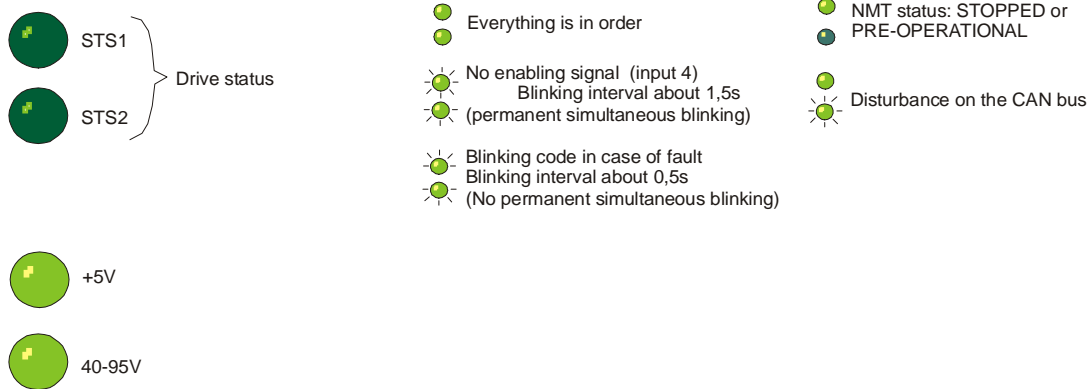 STS1
STS2
Drive status
Everything is in order
No enabling signal (input 4)
Blinking interval about 1,5s
(permanent simultaneous blinking)
Blinking code in case of fault
Blinking interval about 0,5s
(No permanent simultaneous blinking)
NMT status: STOPPED or
PRE-OPERATIONAL
Disturbance on the CAN bus
+5V
40-95V